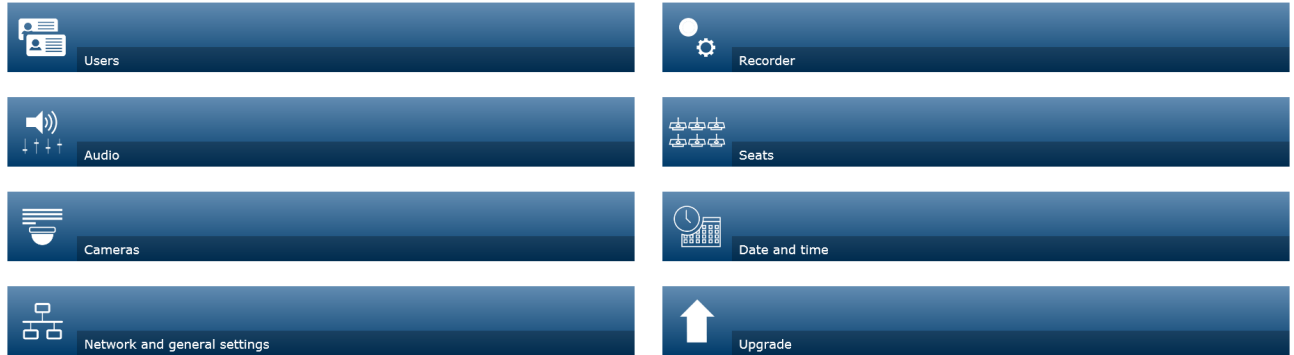 Users
Recorder
Audio
Seats
Cameras
Date and time
Network and general settings
Upgrade